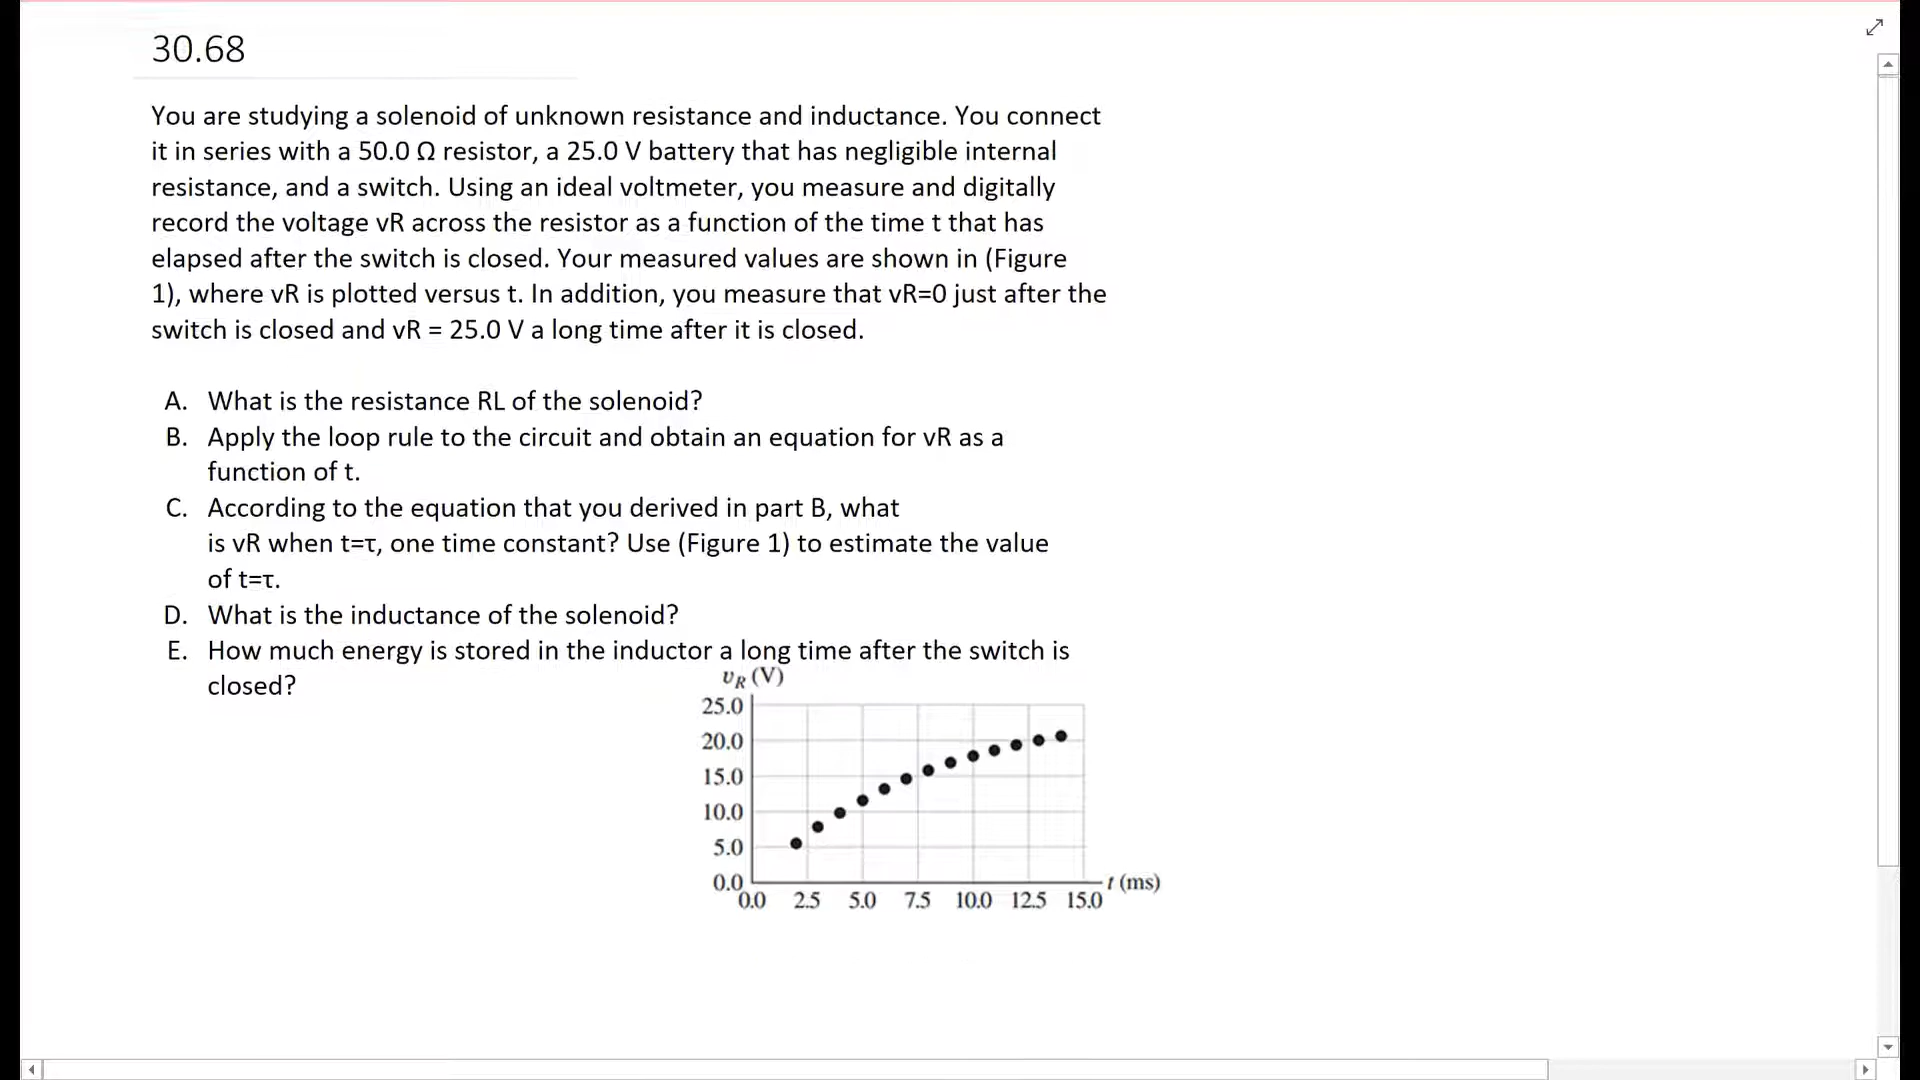 30.68
You are studying a solenoid of unknown resistance and inductance. You connect
it in series with a 50.0 Ω resistor, a 25.0 V battery that has negligible internal
resistance, and a switch. Using an ideal voltmeter, you measure and digitally
record the voltage vR across the resistor as a function of the time t that has
elapsed after the switch is closed. Your measured values are shown in (Figure
1), where vR is plotted versus t. In addition, you measure that vR=0 just after the
switch is closed and vR = 25.0 V a long time after it is closed.
A. What is the resistance RL of the solenoid?
B. Apply the loop rule to the circuit and obtain an equation for vR as a
function of t.
C. According to the equation that you derived in part B, what
is vR when t=τ, one time constant? Use (Figure 1) to estimate the value
of t=τ.
D. What is the inductance of the solenoid?
E. How much energy is stored in the inductor a long time after the switch is
closed?
vR (V)
25.0
20.0
15.0
10.0
5.0
0.0
t (ms)
0.0 2.5 5.0 7.5 10.0 12.5 15.0